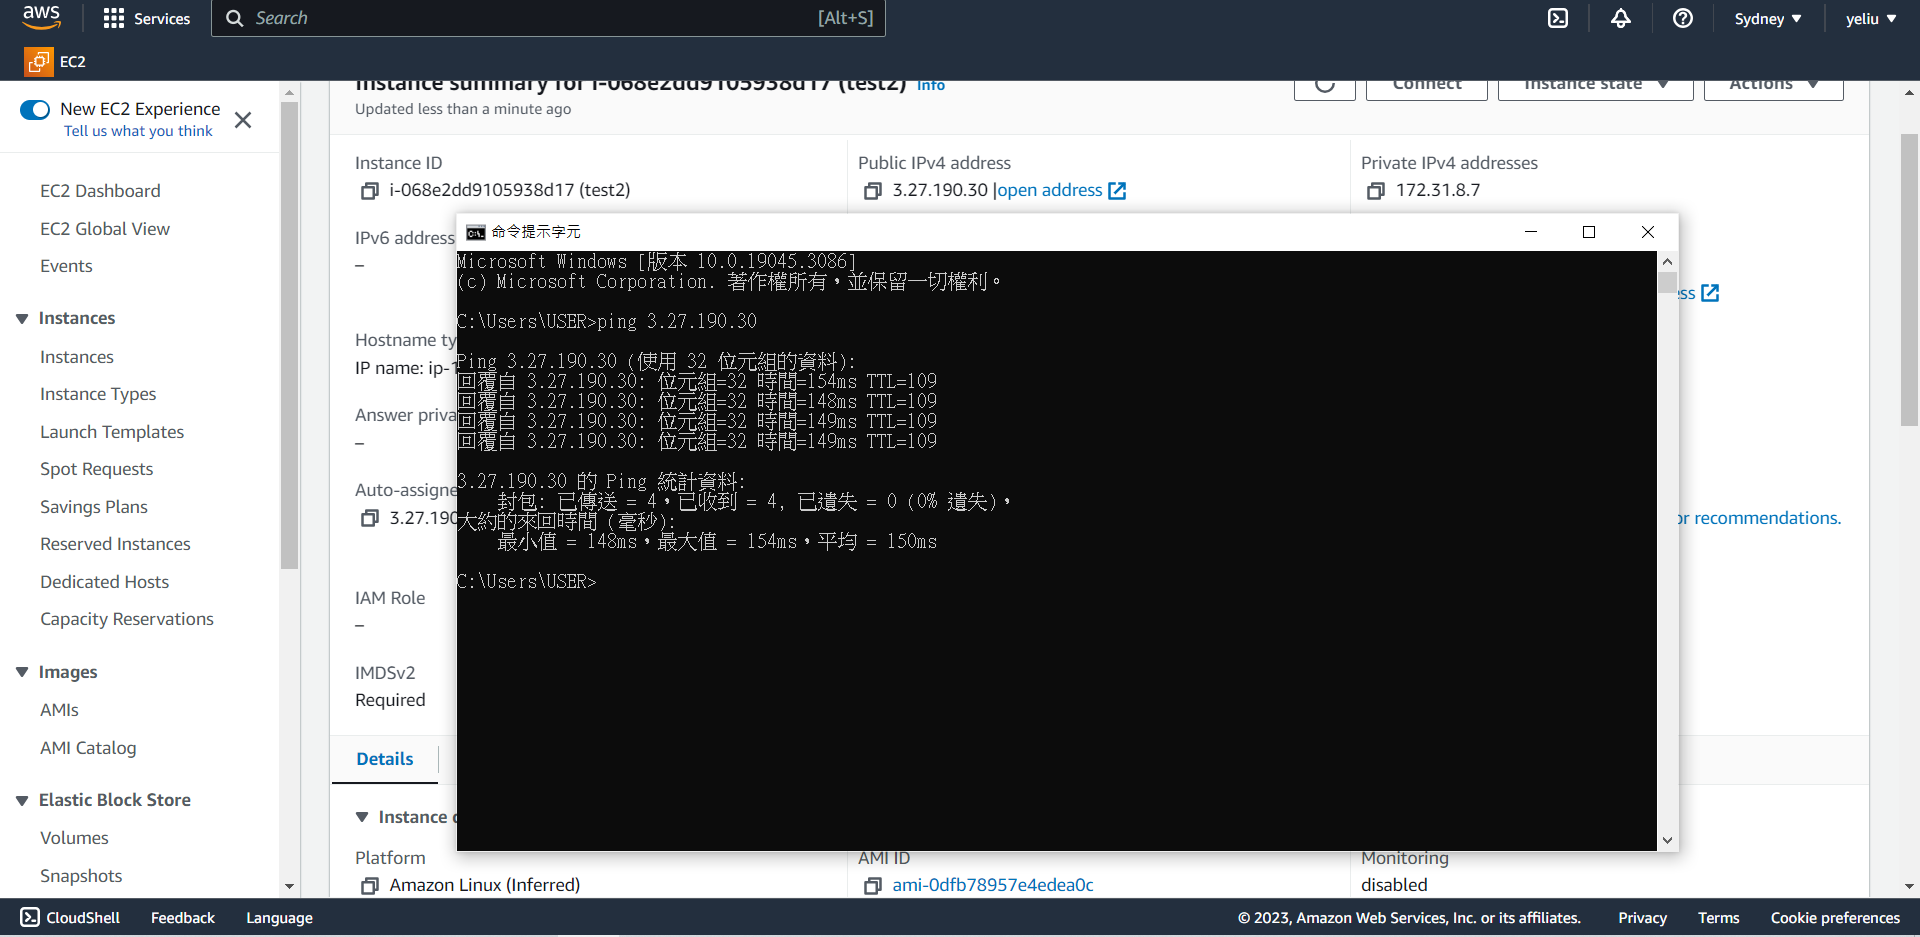 aws
Services
Search
[Alt+S]
Sydney
yeliu
EC2
New EC2 Experience
Tell us what you think
EC2 Dashboard
EC2 Global View
Events
Instances
Instances
Instance Types
Launch Templates
Spot Requests
Savings Plans
Reserved Instances
Dedicated Hosts
Capacity Reservations
Images
AMIs
AMI Catalog
Elastic Block Store
Volumes
Snapshots
Instance summary for i-068e2dd9105938d17 (test2) Info
Updated less than a minute ago
Connect
Instance state
Actions
Instance ID
i-068e2dd9105938d17 (test2)
Public IPv4 address
3.27.190.30 |open address
Private IPv4 addresses
172.31.8.7
IPv6 address
–
Hostname ty
IP name: ip-1
Answer priva
–
Auto-assigne
3.27.190
IAM Role
–
IMDSv2
Required
ess
or recommendations.
命令提示字元
Microsoft Windows [版本 10.0.19045.3086]
(c) Microsoft Corporation. 著作權所有，並保留一切權利。
C:\Users\USER>ping 3.27.190.30
Ping 3.27.190.30 (使用 32 位元組的資料):
回覆自 3.27.190.30: 位元組=32 時間=154ms TTL=109
回覆自 3.27.190.30: 位元組=32 時間=148ms TTL=109
回覆自 3.27.190.30: 位元組=32 時間=149ms TTL=109
回覆自 3.27.190.30: 位元組=32 時間=149ms TTL=109
3.27.190.30 的 Ping 統計資料:
封包: 已傳送 = 4，已收到 = 4, 已遺失 = 0 (0% 遺失)，
大約的來回時間 (毫秒):
最小值 = 148ms，最大值 = 154ms，平均 = 150ms
C:\Users\USER>
Details
Instance d
Platform
Amazon Linux (Inferred)
AMI ID
ami-0dfb78957e4edea0c
Monitoring
disabled
CloudShell
Feedback
Language
© 2023, Amazon Web Services, Inc. or its affiliates.
Privacy
Terms
Cookie preferences